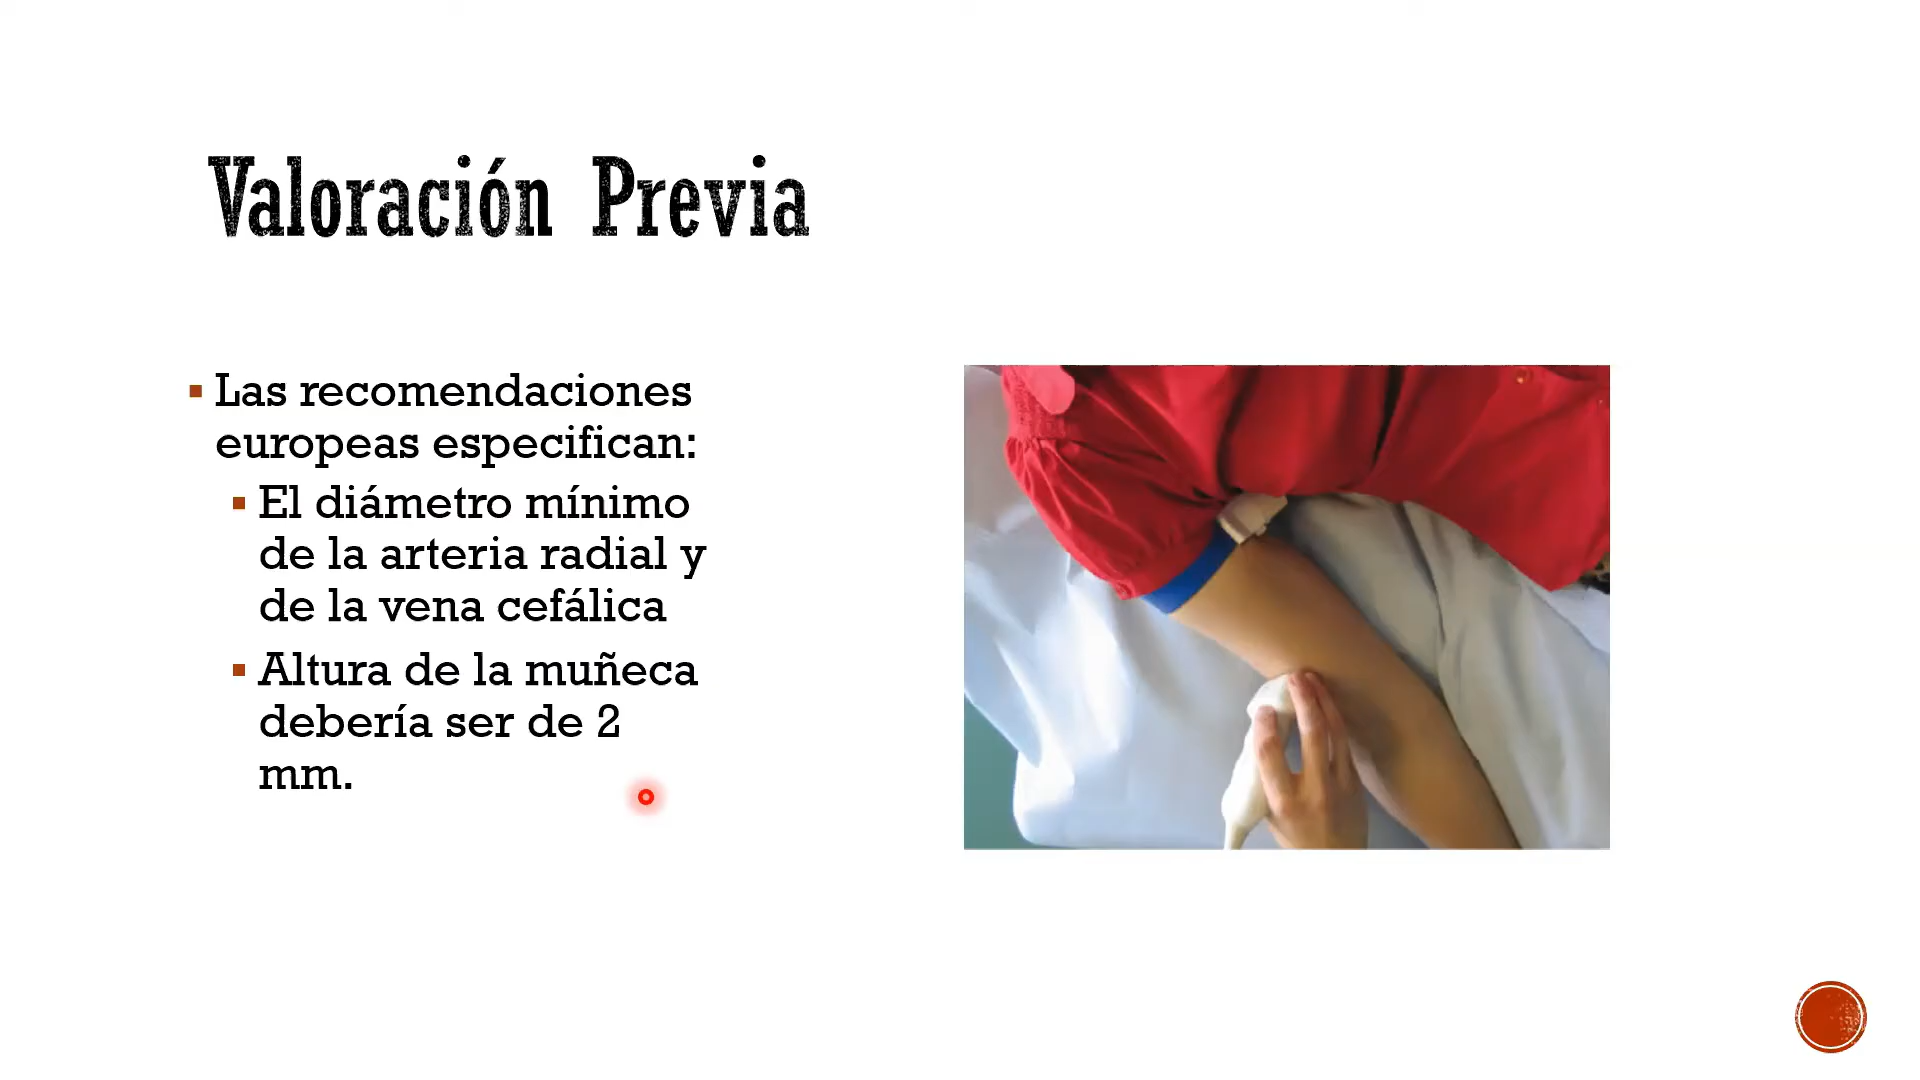 Valoración Previa
Las recomendaciones
europeas especifican:
El diámetro mínimo
de la arteria radial y
de la vena cefálica
Altura de la muñeca
debería ser de 2
mm.